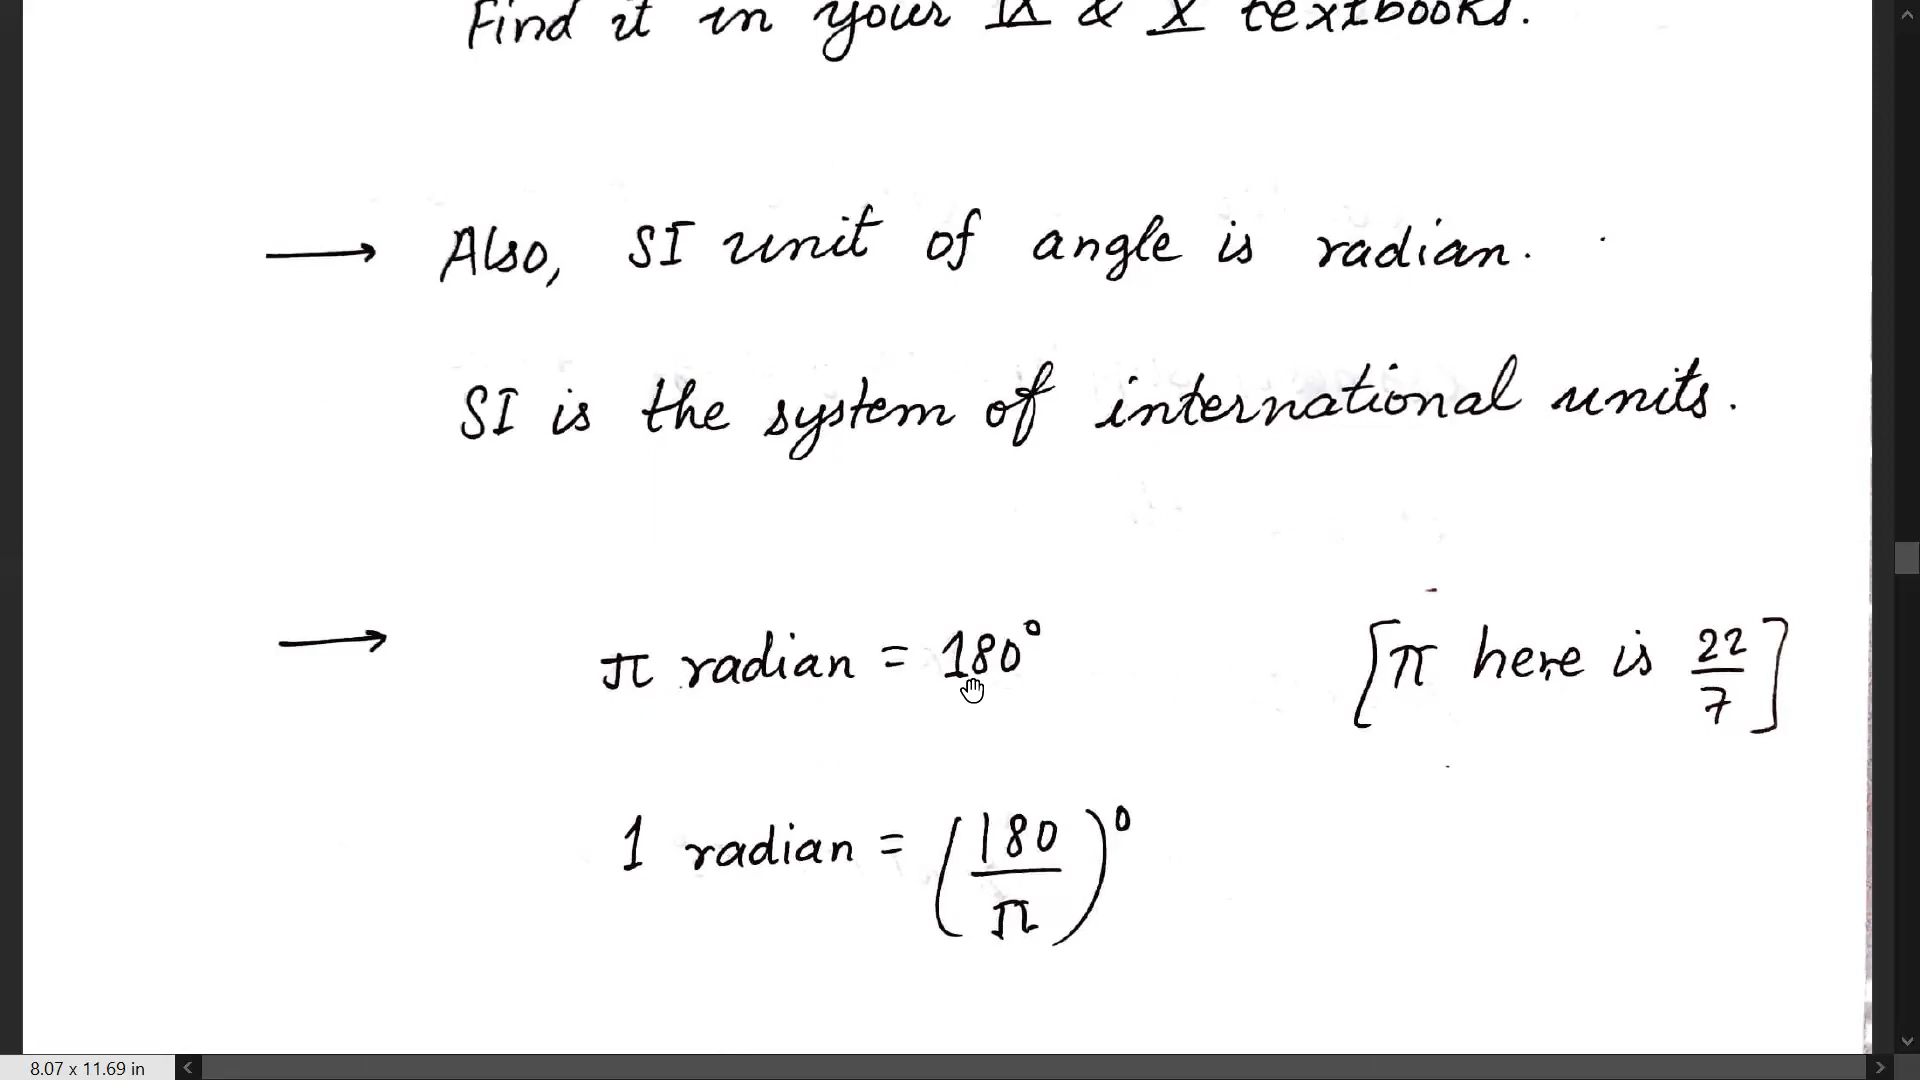 Find it in your IX & X textbooks.
→ Also, SI unit of angle is radian.
SI is the system of international units.
→ π radian = 180° [π here is 22/7]
1 radian = (180/π)°
8.07 x 11.69 in